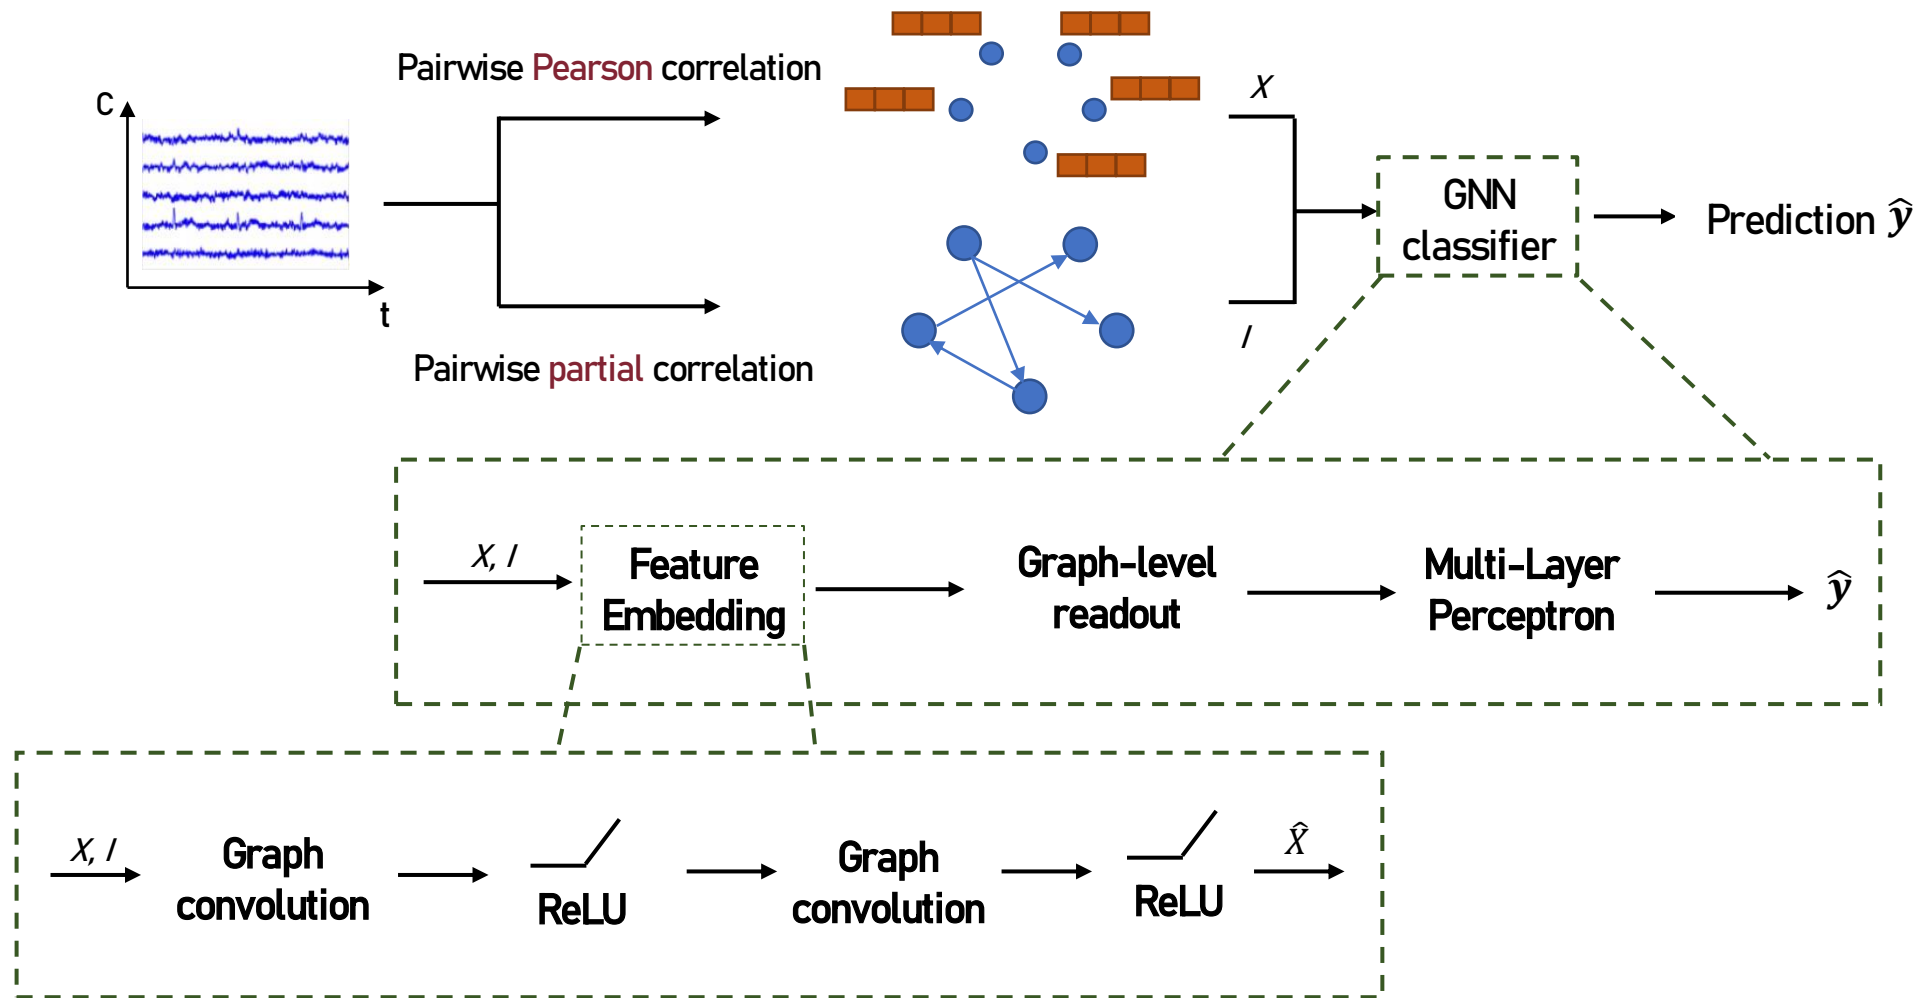 Pairwise Pearson correlation
C
t
Pairwise partial correlation
X
I
GNN
classifier
Prediction ŷ
X, I
Feature
Embedding
Graph-level
readout
Multi-Layer
Perceptron
ŷ
X, I
Graph
convolution
ReLU
Graph
convolution
ReLU
X̂